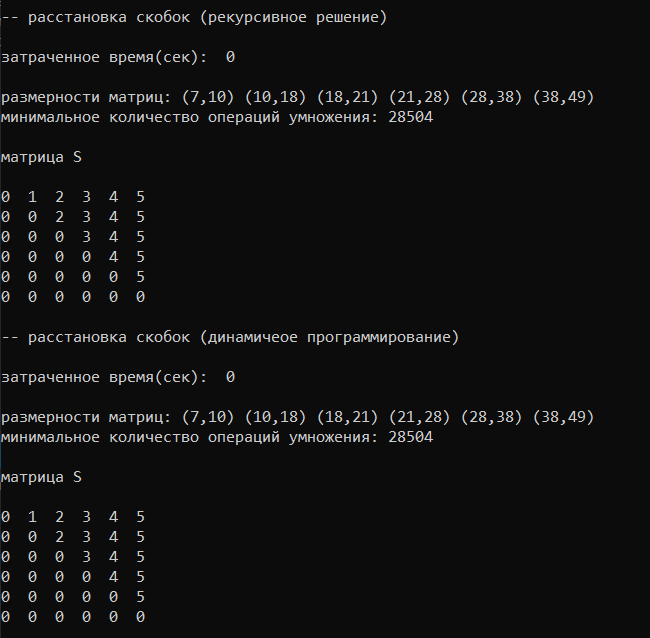 -- расстановка скобок (рекурсивное решение)
затраченное время(сек):  0
размерности матриц: (7,10) (10,18) (18,21) (21,28) (28,38) (38,49)
минимальное количество операций умножения: 28504
матрица S
0  1  2  3  4  5
0  0  2  3  4  5
0  0  0  3  4  5
0  0  0  0  4  5
0  0  0  0  0  5
0  0  0  0  0  0
-- расстановка скобок (динамичеое программирование)
затраченное время(сек):  0
размерности матриц: (7,10) (10,18) (18,21) (21,28) (28,38) (38,49)
минимальное количество операций умножения: 28504
матрица S
0  1  2  3  4  5
0  0  2  3  4  5
0  0  0  3  4  5
0  0  0  0  4  5
0  0  0  0  0  5
0  0  0  0  0  0